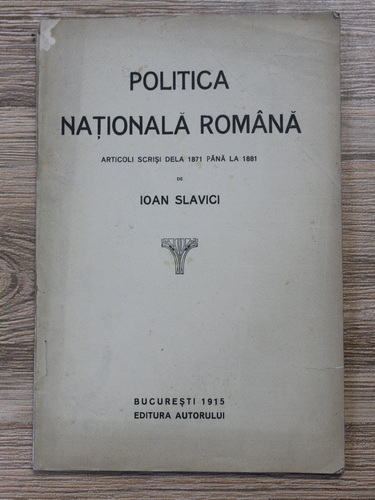 POLITICA
NAȚIONALĂ ROMÂNĂ
ARTICOLI SCRIȘI DELA 1871 PÂNĂ LA 1881
DE
IOAN SLAVICI
BUCUREȘTI 1915
EDITURA AUTORULUI